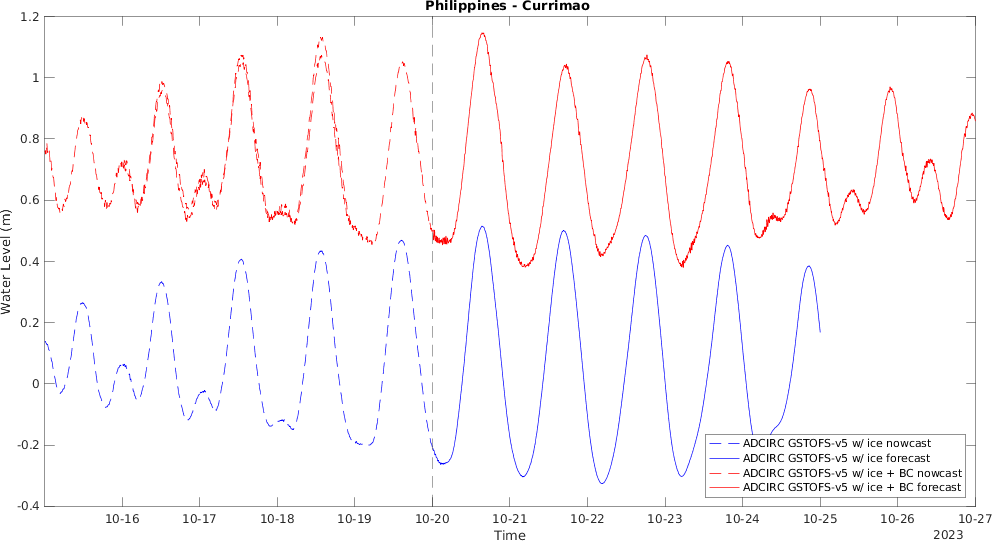 Philippines - Currimao
1.2
1
0.8
0.6
0.4
0.2
0
-0.2
-0.4
Water Level (m)
ADCIRC GSTOFS-v5 w/ ice nowcast
ADCIRC GSTOFS-v5 w/ ice forecast
ADCIRC GSTOFS-v5 w/ ice + BC nowcast
ADCIRC GSTOFS-v5 w/ ice + BC forecast
10-16 10-17 10-18 10-19 10-20 10-21 10-22 10-23 10-24 10-25 10-26 10-27
Time
2023